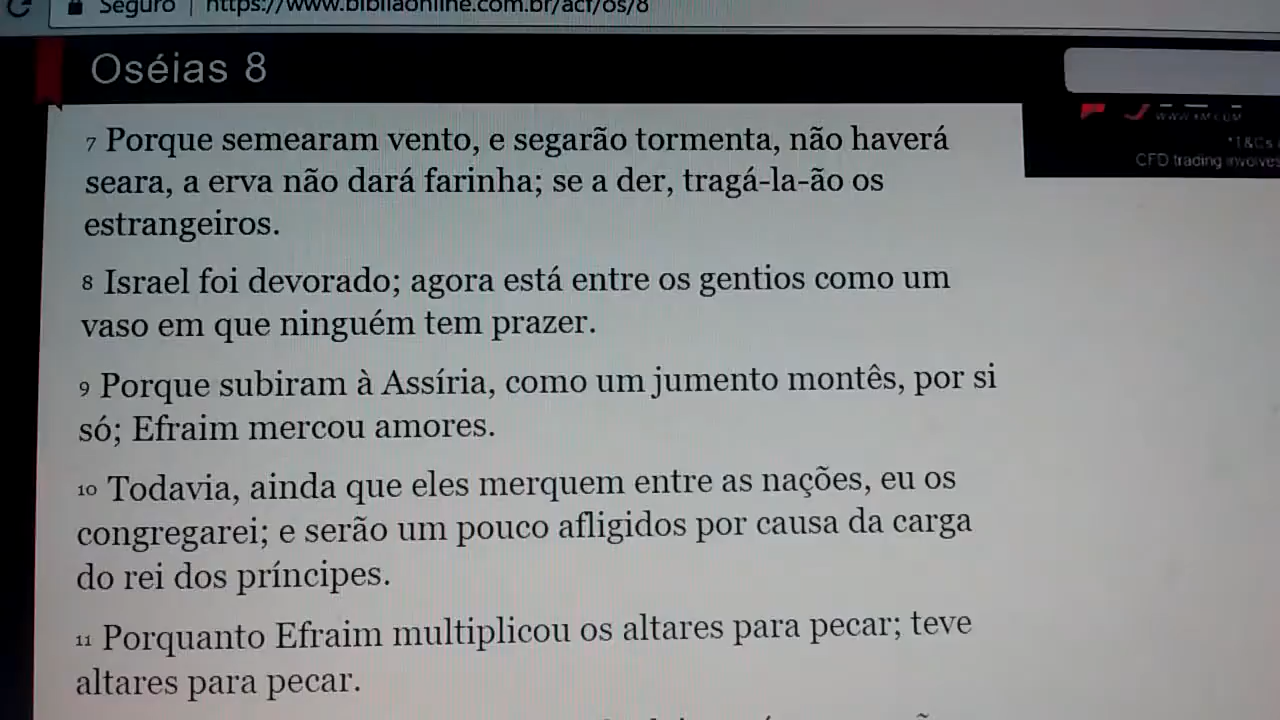 Seguro | https://www.bibliaonline.com.br/acf/os/8
Oséias 8
WWW.XM.COM
*T&Cs
CFD trading involves
7 Porque semearam vento, e segarão tormenta, não haverá
seara, a erva não dará farinha; se a der, tragá-la-ão os
estrangeiros.
8 Israel foi devorado; agora está entre os gentios como um
vaso em que ninguém tem prazer.
9 Porque subiram à Assíria, como um jumento montês, por si
só; Efraim mercou amores.
10 Todavia, ainda que eles merquem entre as nações, eu os
congregarei; e serão um pouco afligidos por causa da carga
do rei dos príncipes.
11 Porquanto Efraim multiplicou os altares para pecar; teve
altares para pecar.